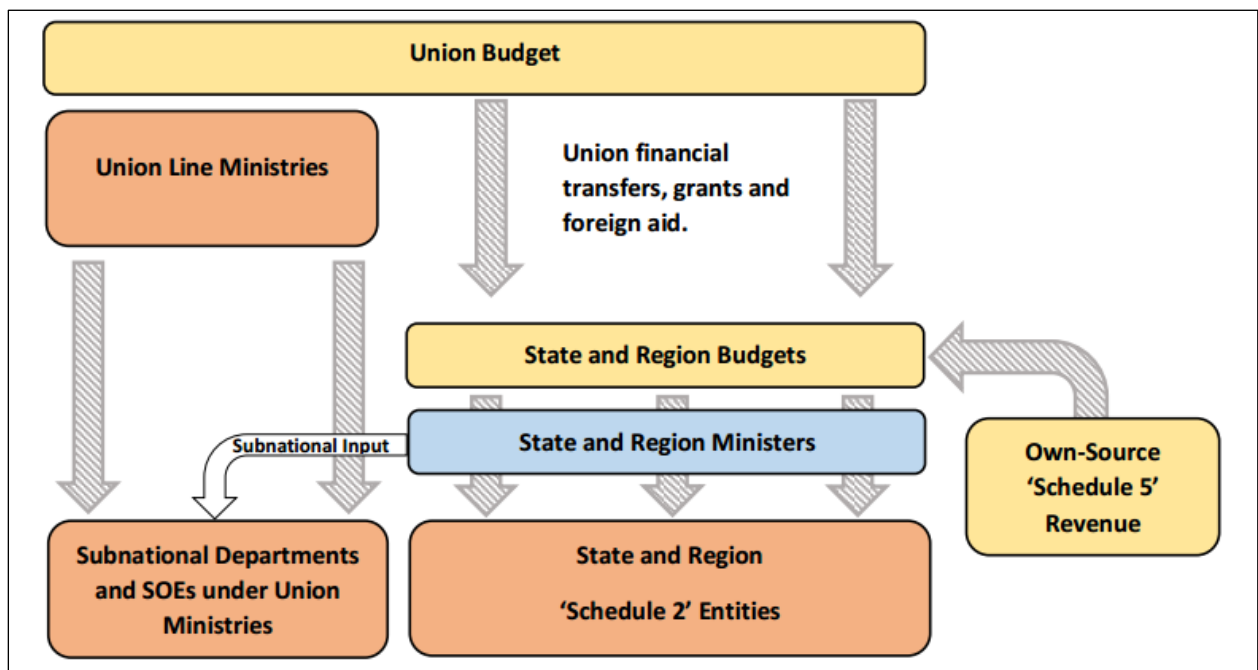 Union Budget
Union Line Ministries
Union financial
transfers, grants and
foreign aid.
State and Region Budgets
Subnational Input
State and Region Ministers
Own-Source
‘Schedule 5’
Revenue
Subnational Departments
and SOEs under Union
Ministries
State and Region
‘Schedule 2’ Entities